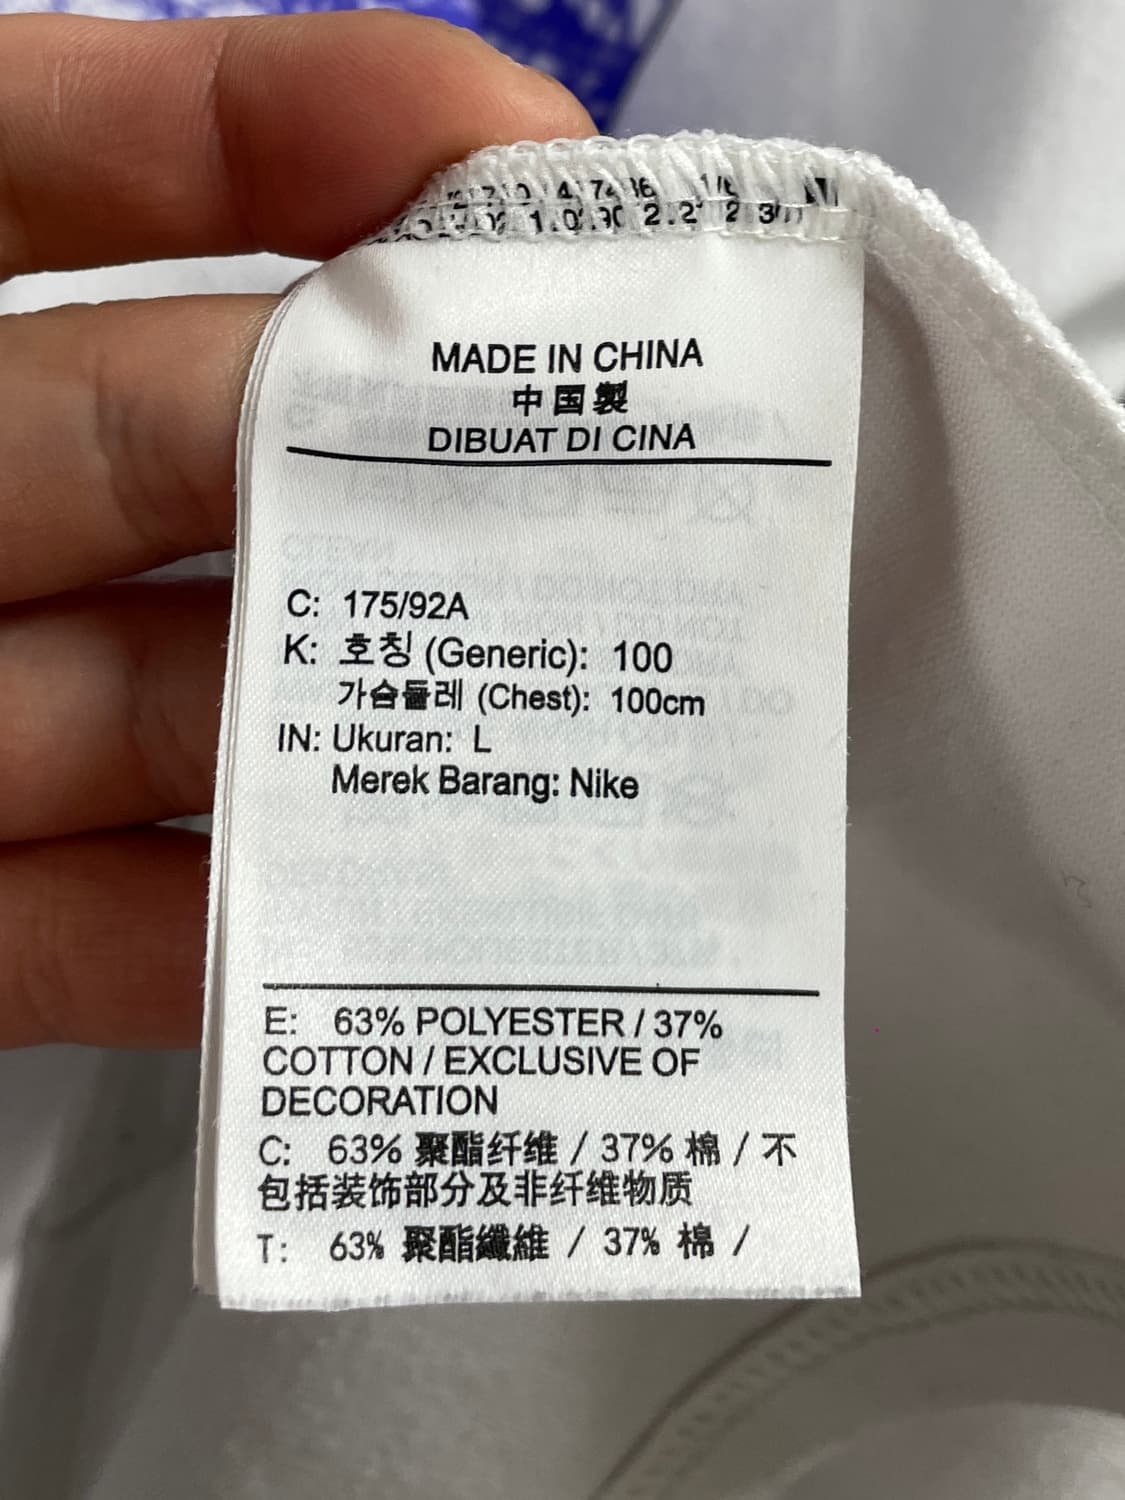 MADE IN CHINA
中国製
DIBUAT DI CINA
C: 175/92A
K: 호칭 (Generic): 100
가슴둘레 (Chest): 100cm
IN: Ukuran: L
Merek Barang: Nike
E: 63% POLYESTER / 37%
COTTON / EXCLUSIVE OF
DECORATION
C: 63% 聚酯纤维 / 37% 棉 / 不
包括装饰部分及非纤维物质
T: 63% 聚酯纖維 / 37% 棉 /